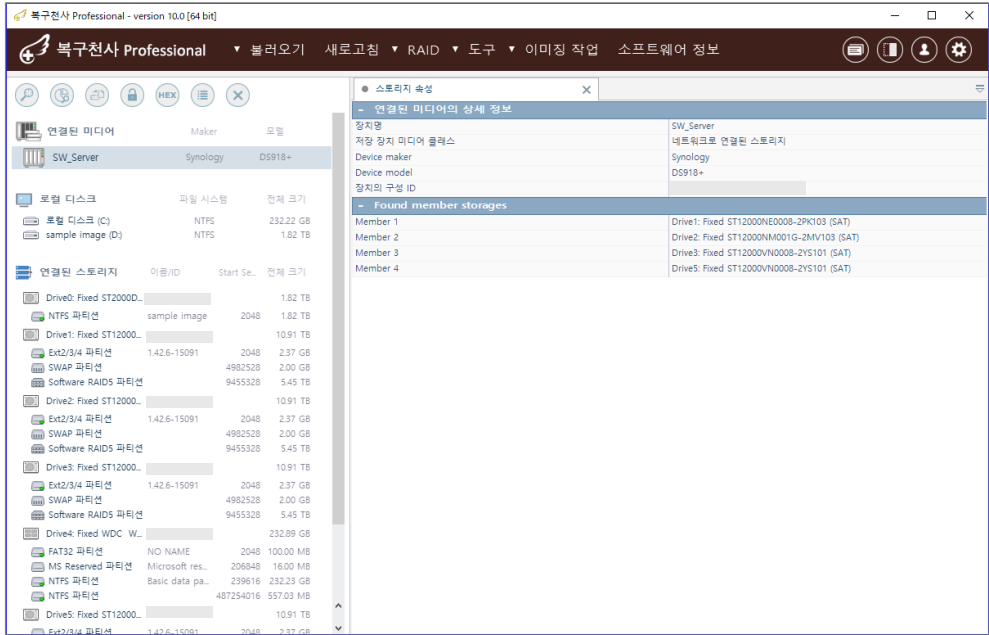 복구천사 Professional - version 10.0 [64 bit]
복구천사 Professional ▼ 불러오기 새로고침 ▼ RAID ▼ 도구 ▼ 이미징 작업 소프트웨어 정보
HEX
연결된 미디어 Maker 모델
SW_Server Synology DS918+
로컬 디스크 파일 시스템 전체 크기
로컬 디스크 (C:) NTFS 232.22 GB
sample image (D:) NTFS 1.82 TB
연결된 스토리지 이름/ID Start Se... 전체 크기
Drive0: Fixed ST2000D... 1.82 TB
NTFS 파티션 sample image 2048 1.82 TB
Drive1: Fixed ST12000... 10.91 TB
Ext2/3/4 파티션 1.42.6-15091 2048 2.37 GB
SWAP 파티션 4982528 2.00 GB
Software RAID5 파티션 9455328 5.45 TB
Drive2: Fixed ST12000... 10.91 TB
Ext2/3/4 파티션 1.42.6-15091 2048 2.37 GB
SWAP 파티션 4982528 2.00 GB
Software RAID5 파티션 9455328 5.45 TB
Drive3: Fixed ST12000... 10.91 TB
Ext2/3/4 파티션 1.42.6-15091 2048 2.37 GB
SWAP 파티션 4982528 2.00 GB
Software RAID5 파티션 9455328 5.45 TB
Drive4: Fixed WDC W... 232.89 GB
FAT32 파티션 NO NAME 2048 100.00 MB
MS Reserved 파티션 Microsoft res... 206848 16.00 MB
NTFS 파티션 Basic data pa... 239616 232.23 GB
NTFS 파티션 487254016 557.03 MB
Drive5: Fixed ST12000... 10.91 TB
Ext2/3/4 파티션 1.42.6-15091 2048 2.37 GB
스토리지 속성
연결된 미디어의 상세 정보
장치명 SW_Server
저장 장치 미디어 클래스 네트워크로 연결된 스토리지
Device maker Synology
Device model DS918+
장치의 구성 ID
Found member storages
Member 1 Drive1: Fixed ST12000NE0008-2PK103 (SAT)
Member 2 Drive2: Fixed ST12000NM001G-2MV103 (SAT)
Member 3 Drive3: Fixed ST12000VN0008-2YS101 (SAT)
Member 4 Drive5: Fixed ST12000VN0008-2YS101 (SAT)